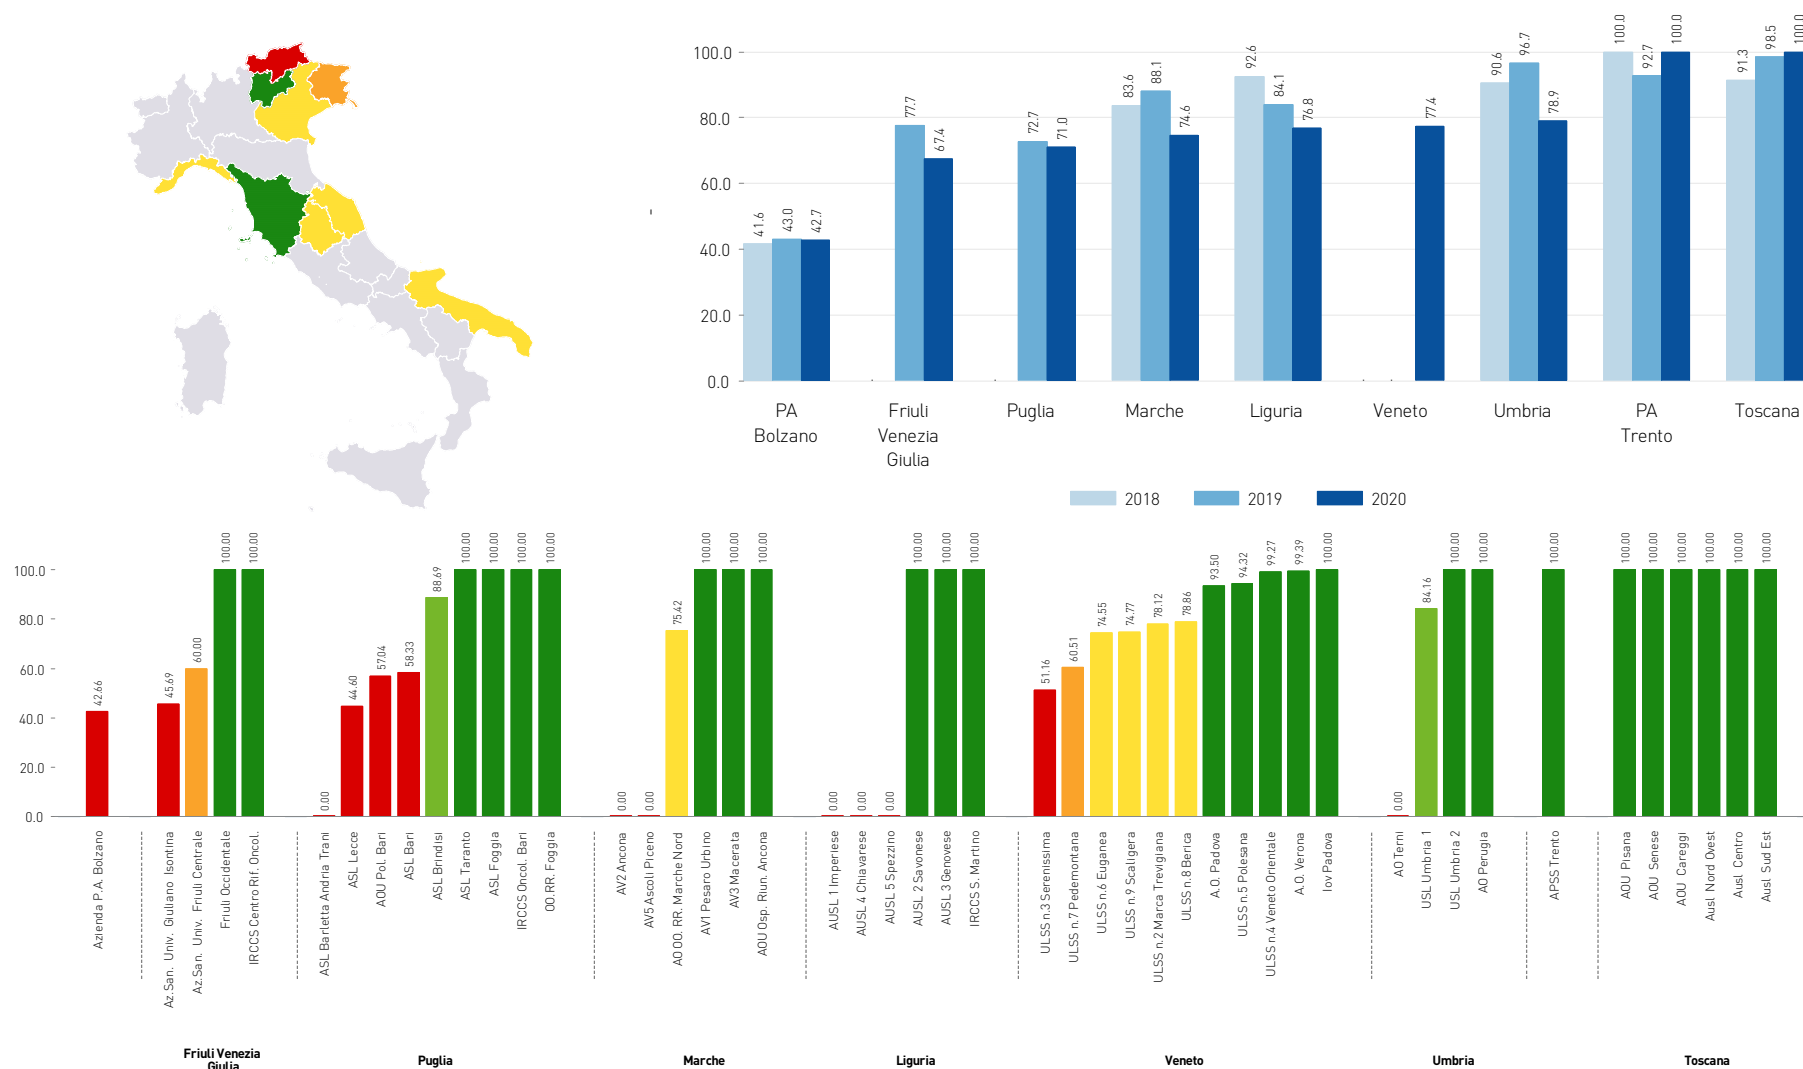 100.0
80.0
60.0
40.0
20.0
0.0
41.6
43.0
42.7
77.7
67.4
72.7
71.0
83.6
88.1
74.6
92.6
84.1
76.8
77.4
90.6
96.7
78.9
100.0
92.7
100.0
91.3
98.5
100.0
PA
Bolzano
Friuli
Venezia
Giulia
Puglia
Marche
Liguria
Veneto
Umbria
PA
Trento
Toscana
2018
2019
2020
100.0
80.0
60.0
40.0
20.0
0.0
42.66
45.69
60.00
100.00
100.00
0.00
44.60
57.04
58.33
88.69
100.00
100.00
100.00
100.00
0.00
0.00
75.42
100.00
100.00
100.00
0.00
0.00
0.00
100.00
100.00
100.00
51.16
60.51
74.55
74.77
78.12
78.86
93.50
94.32
99.27
99.39
100.00
0.00
84.16
100.00
100.00
100.00
100.00
100.00
100.00
100.00
100.00
100.00
Azienda P.A. Bolzano
Az.San. Univ. Giuliano Isontina
Az.San. Univ. Friuli Centrale
Friuli Occidentale
IRCCS Centro Rif. Oncol.
ASL Barletta Andria Trani
ASL Lecce
AOU Pol. Bari
ASL Bari
ASL Brindisi
ASL Taranto
ASL Foggia
IRCCS Oncol. Bari
OO.RR. Foggia
AV2 Ancona
AV5 Ascoli Piceno
AO OO. RR. Marche Nord
AV1 Pesaro Urbino
AV3 Macerata
AOU Osp. Riun. Ancona
AUSL 1 Imperiese
AUSL 4 Chiavarese
AUSL 5 Spezzino
AUSL 2 Savonese
AUSL 3 Genovese
IRCCS S. Martino
ULSS n.3 Serenissima
ULSS n.7 Pedemontana
ULSS n.6 Euganea
ULSS n.9 Scaligera
ULSS n.2 Marca Trevigiana
ULSS n.8 Berica
A.O. Padova
ULSS n.5 Polesana
ULSS n.4 Veneto Orientale
A.O. Verona
Iov Padova
AO Terni
USL Umbria 1
USL Umbria 2
AO Perugia
APSS Trento
AOU Pisana
AOU Senese
AOU Careggi
Ausl Nord Ovest
Ausl Centro
Ausl Sud Est
Friuli Venezia
Giulia
Puglia
Marche
Liguria
Veneto
Umbria
Toscana